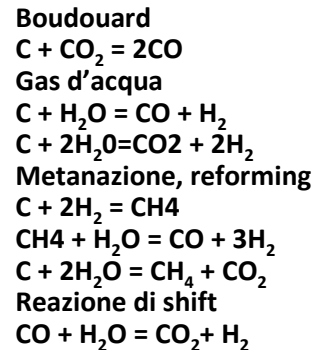 Boudouard
C + CO₂ = 2CO
Gas d’acqua
C + H₂O = CO + H₂
C + 2H₂0=CO2 + 2H₂
Metanazione, reforming
C + 2H₂ = CH4
CH4 + H₂O = CO + 3H₂
C + 2H₂O = CH₄ + CO₂
Reazione di shift
CO + H₂O = CO₂+ H₂